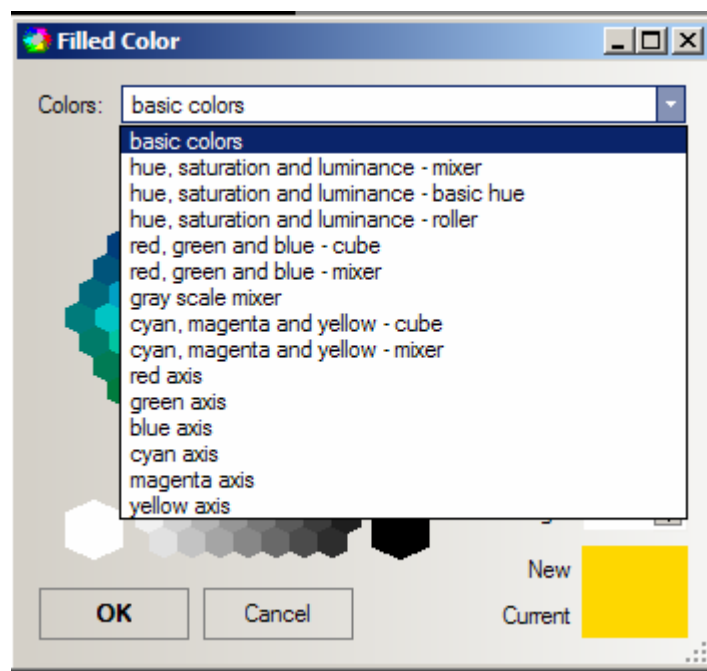 Filled Color
Colors: basic colors
basic colors
hue, saturation and luminance - mixer
hue, saturation and luminance - basic hue
hue, saturation and luminance - roller
red, green and blue - cube
red, green and blue - mixer
gray scale mixer
cyan, magenta and yellow - cube
cyan, magenta and yellow - mixer
red axis
green axis
blue axis
cyan axis
magenta axis
yellow axis
New
OK Cancel Current